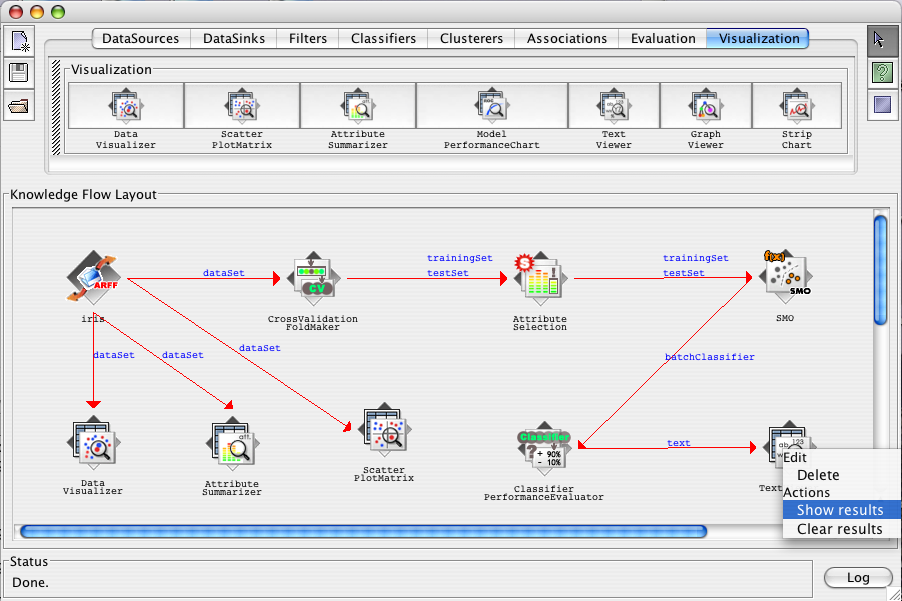 DataSources DataSinks Filters Classifiers Clusterers Associations Evaluation Visualization
Visualization
Data Visualizer
Scatter PlotMatrix
Attribute Summarizer
Model PerformanceChart
Text Viewer
Graph Viewer
Strip Chart
Knowledge Flow Layout
ARFF
iris
dataSet
CV
CrossValidation
FoldMaker
trainingSet
testSet
Attribute
Selection
trainingSet
testSet
f(x)
SMO
SMO
dataSet
dataSet
dataSet
batchClassifier
Data
Visualizer
att.
Attribute
Summarizer
Scatter
PlotMatrix
Classifier
? + 90%
- 10%
Classifier
PerformanceEvaluator
text
ab, 123
Text
Edit
Delete
Actions
Show results
Clear results
Status
Done.
Log